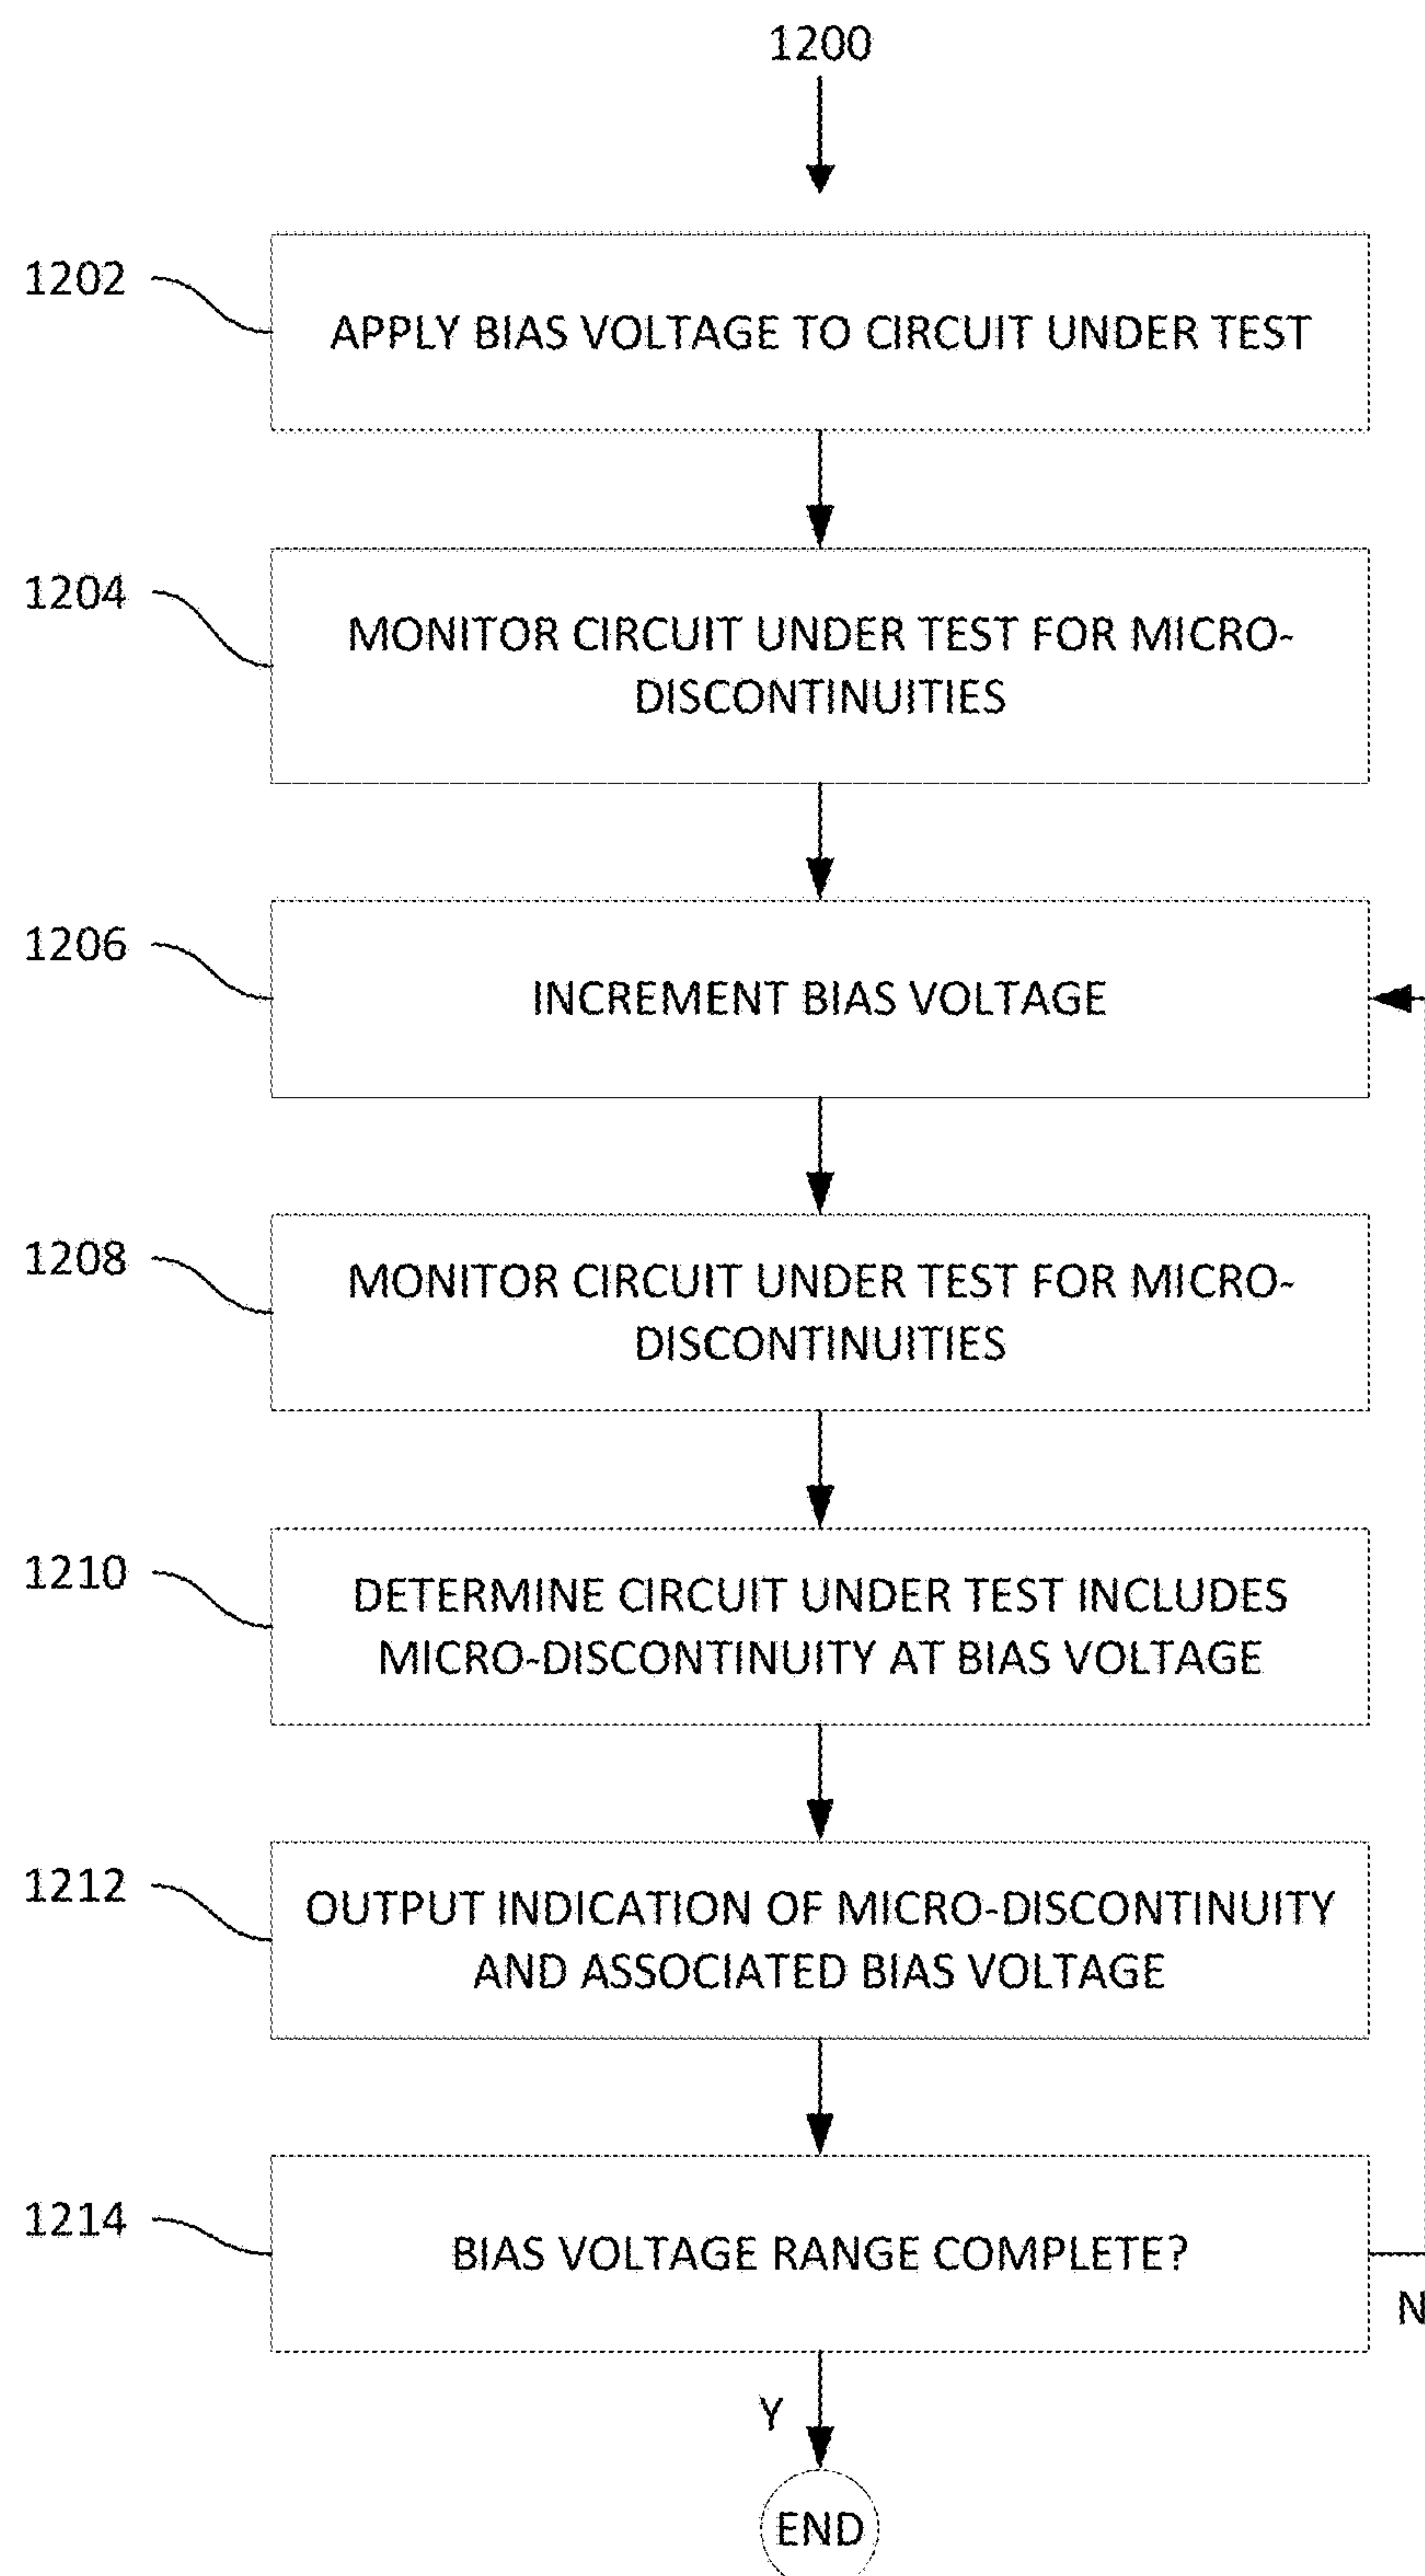 1200
1202
APPLY BIAS VOLTAGE TO CIRCUIT UNDER TEST
1204
MONITOR CIRCUIT UNDER TEST FOR MICRO-
DISCONTINUITIES
1206
INCREMENT BIAS VOLTAGE
1208
MONITOR CIRCUIT UNDER TEST FOR MICRO-
DISCONTINUITIES
1210
DETERMINE CIRCUIT UNDER TEST INCLUDES
MICRO-DISCONTINUITY AT BIAS VOLTAGE
1212
OUTPUT INDICATION OF MICRO-DISCONTINUITY
AND ASSOCIATED BIAS VOLTAGE
1214
BIAS VOLTAGE RANGE COMPLETE?
N
Y
END